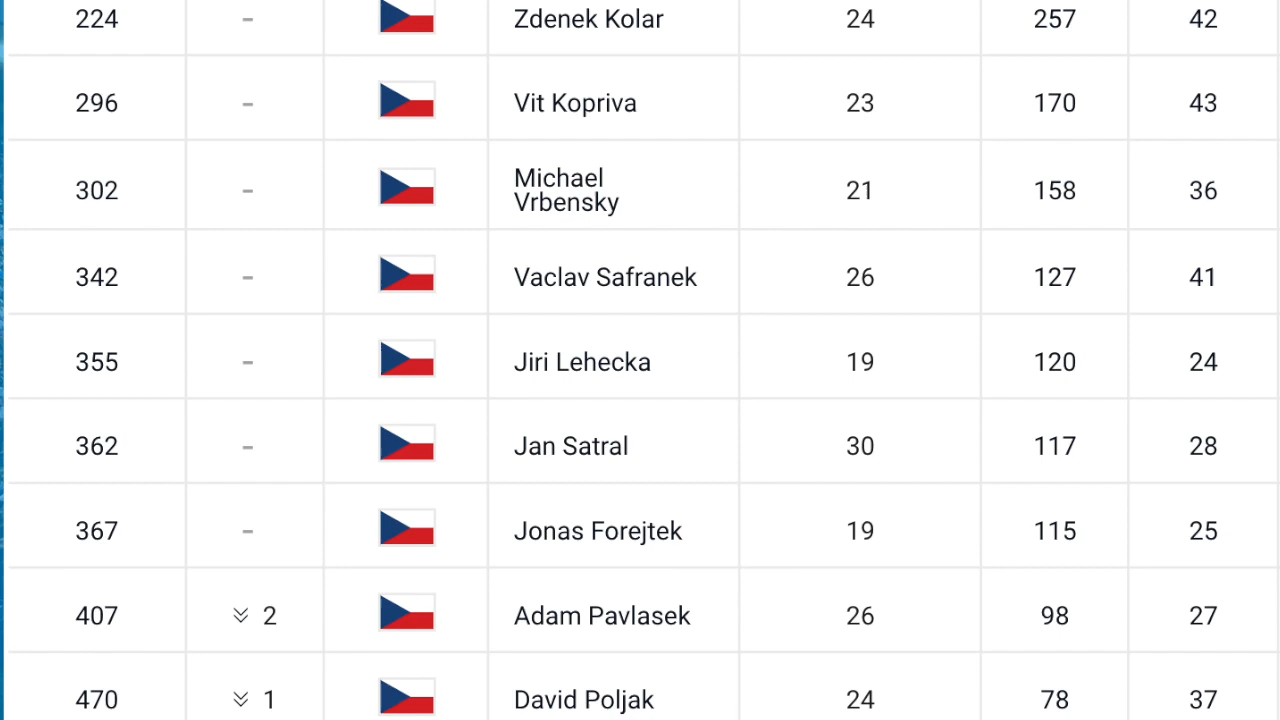 224 - Zdenek Kolar 24 257 42
296 - Vit Kopriva 23 170 43
302 - Michael Vrbensky 21 158 36
342 - Vaclav Safranek 26 127 41
355 - Jiri Lehecka 19 120 24
362 - Jan Satral 30 117 28
367 - Jonas Forejtek 19 115 25
407 2 Adam Pavlasek 26 98 27
470 1 David Poljak 24 78 37